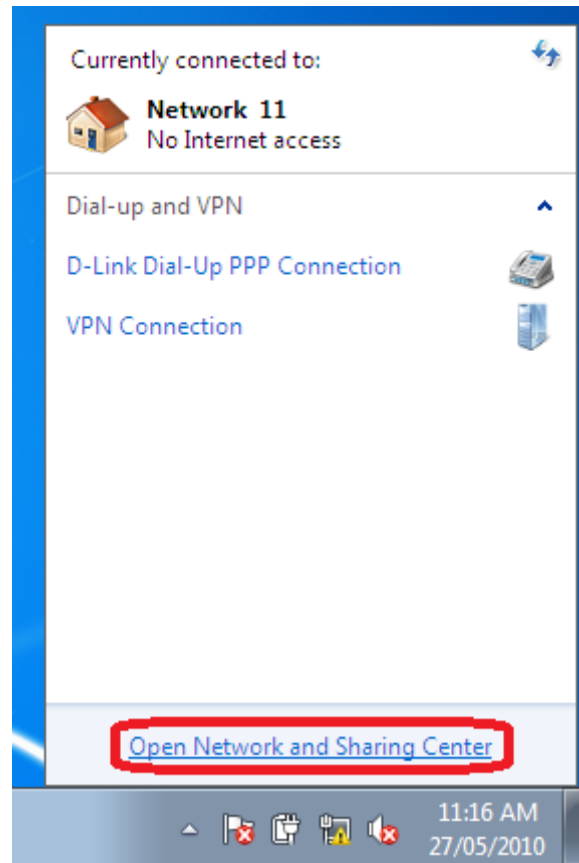 Currently connected to:
Network 11
No Internet access
Dial-up and VPN
D-Link Dial-Up PPP Connection
VPN Connection
Open Network and Sharing Center
11:16 AM
27/05/2010